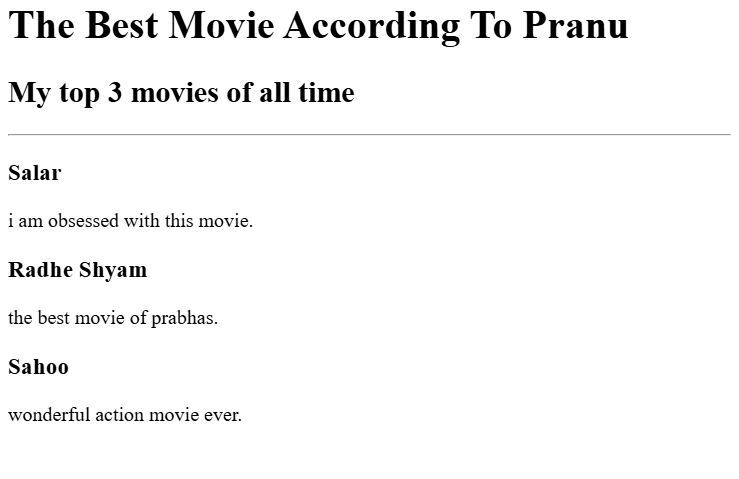 The Best Movie According To Pranu
My top 3 movies of all time
Salar
i am obsessed with this movie.
Radhe Shyam
the best movie of prabhas.
Sahoo
wonderful action movie ever.